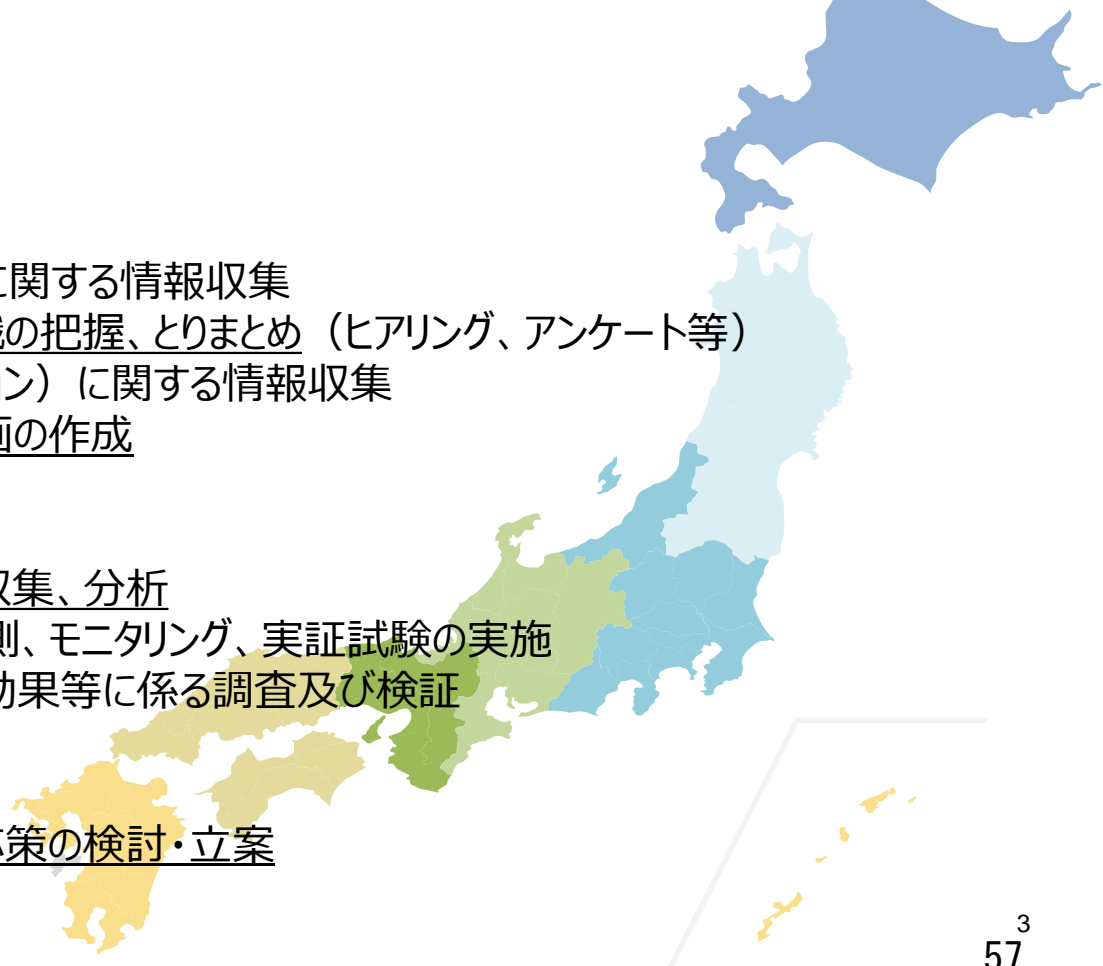 に関する情報収集
の把握、とりまとめ（ヒアリング、アンケート等）
ン）に関する情報収集
画の作成
収集、分析
測、モニタリング、実証試験の実施
効果等に係る調査及び検証
策の検討・立案
3
57